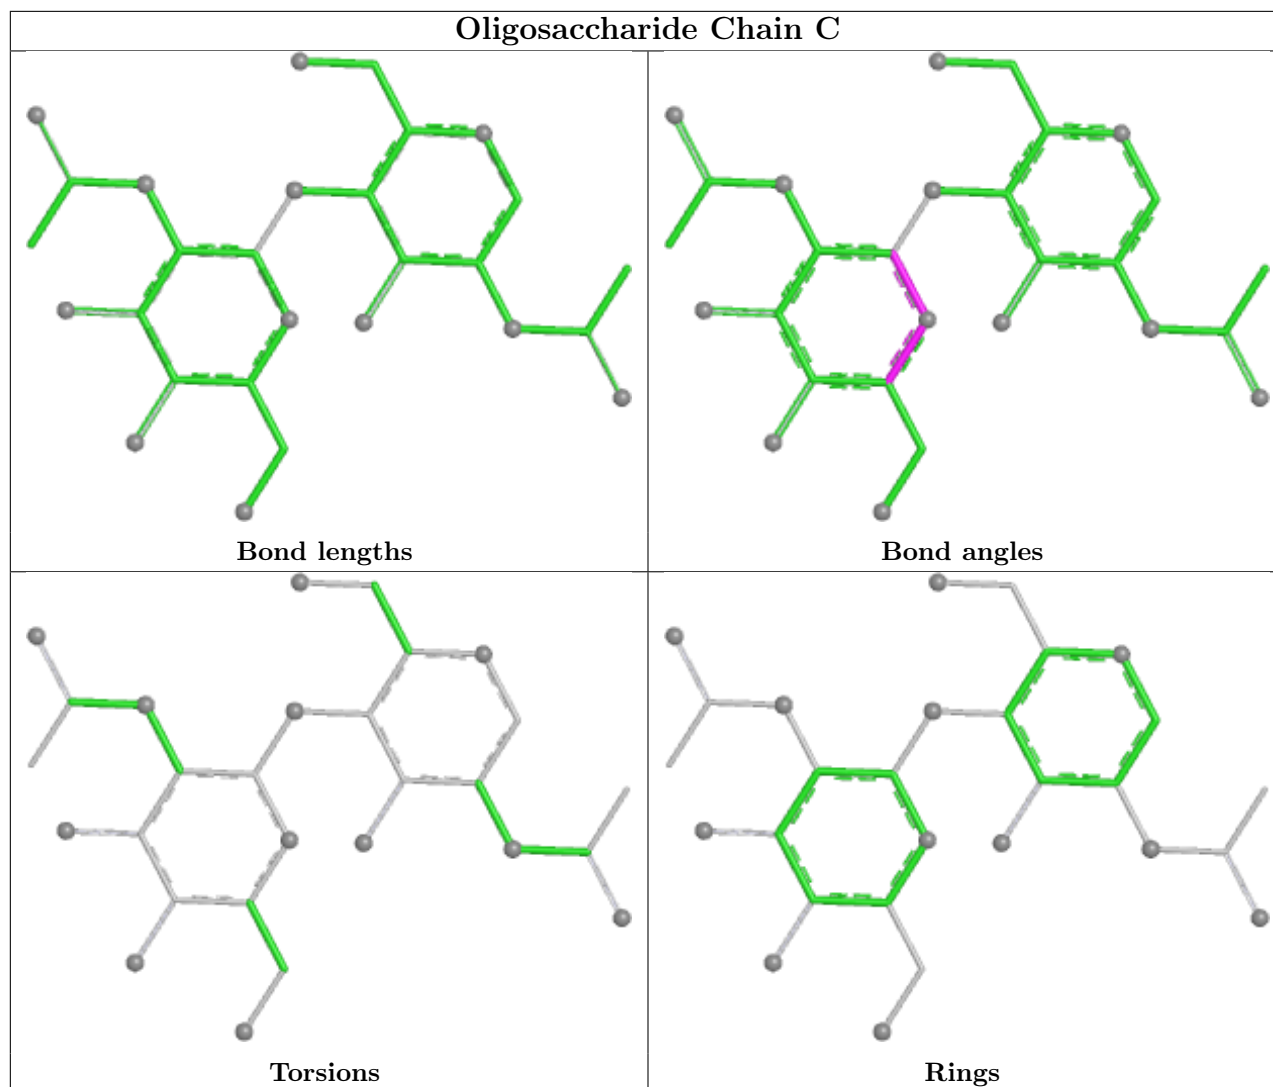 Oligosaccharide Chain C
Bond lengths
Bond angles
Torsions
Rings